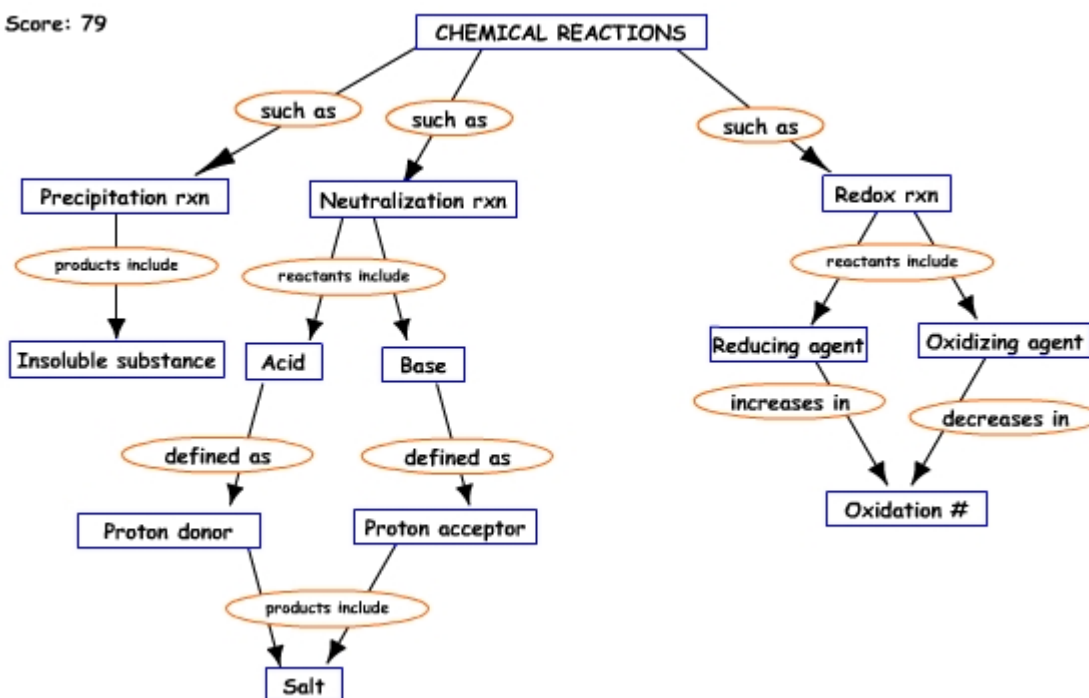 Score: 79
CHEMICAL REACTIONS
such as
such as
such as
Precipitation rxn
Neutralization rxn
Redox rxn
products include
reactants include
reactants include
Insoluble substance
Acid
Base
Reducing agent
Oxidizing agent
increases in
decreases in
defined as
defined as
Oxidation #
Proton donor
Proton acceptor
products include
Salt